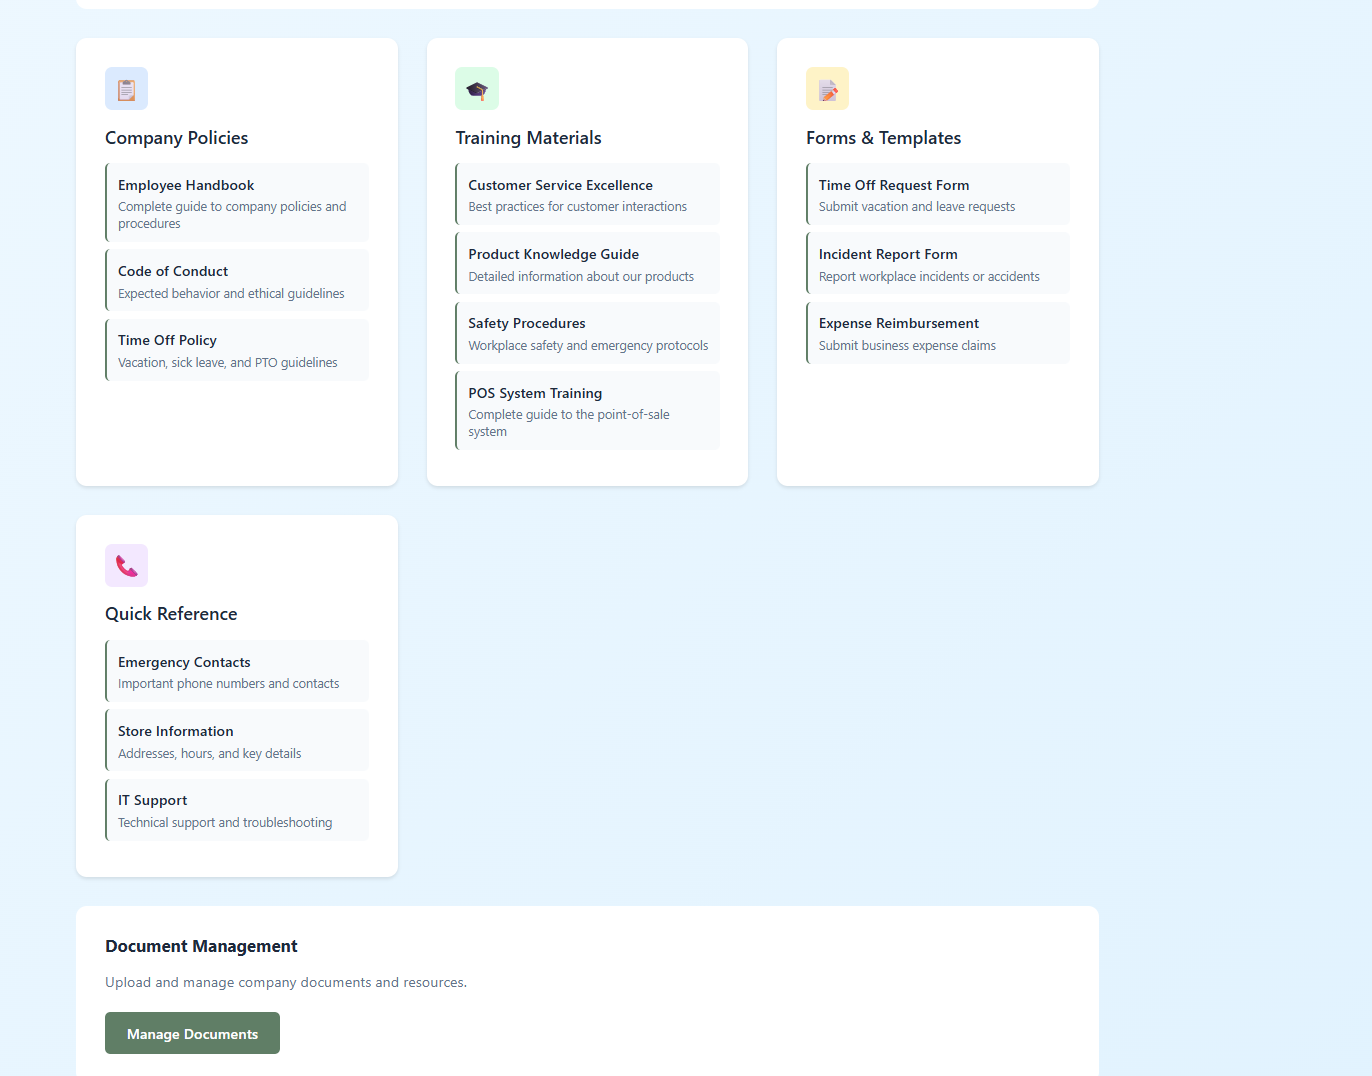 Company Policies
Employee Handbook
Complete guide to company policies and
procedures
Code of Conduct
Expected behavior and ethical guidelines
Time Off Policy
Vacation, sick leave, and PTO guidelines
Training Materials
Customer Service Excellence
Best practices for customer interactions
Product Knowledge Guide
Detailed information about our products
Safety Procedures
Workplace safety and emergency protocols
POS System Training
Complete guide to the point-of-sale
system
Forms & Templates
Time Off Request Form
Submit vacation and leave requests
Incident Report Form
Report workplace incidents or accidents
Expense Reimbursement
Submit business expense claims
Quick Reference
Emergency Contacts
Important phone numbers and contacts
Store Information
Addresses, hours, and key details
IT Support
Technical support and troubleshooting
Document Management
Upload and manage company documents and resources.
Manage Documents